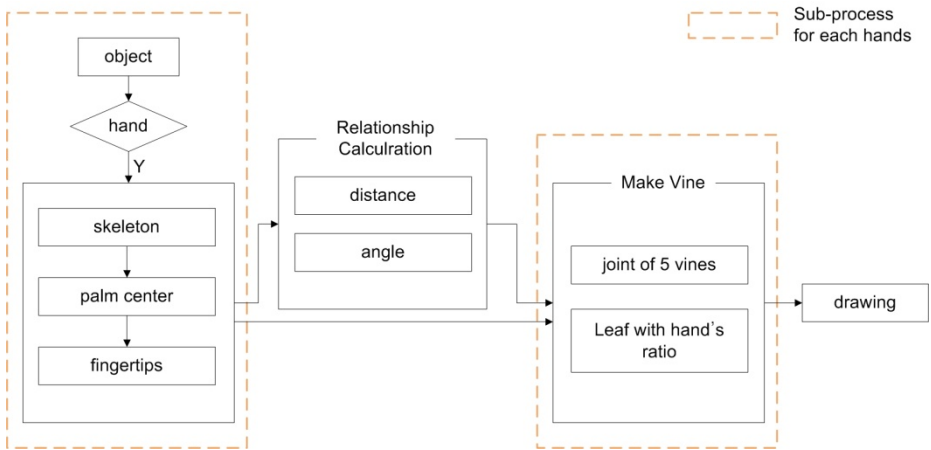 Sub-process
for each hands
object
hand
Y
skeleton
palm center
fingertips
Relationship
Calculration
distance
angle
Make Vine
joint of 5 vines
Leaf with hand's
ratio
drawing